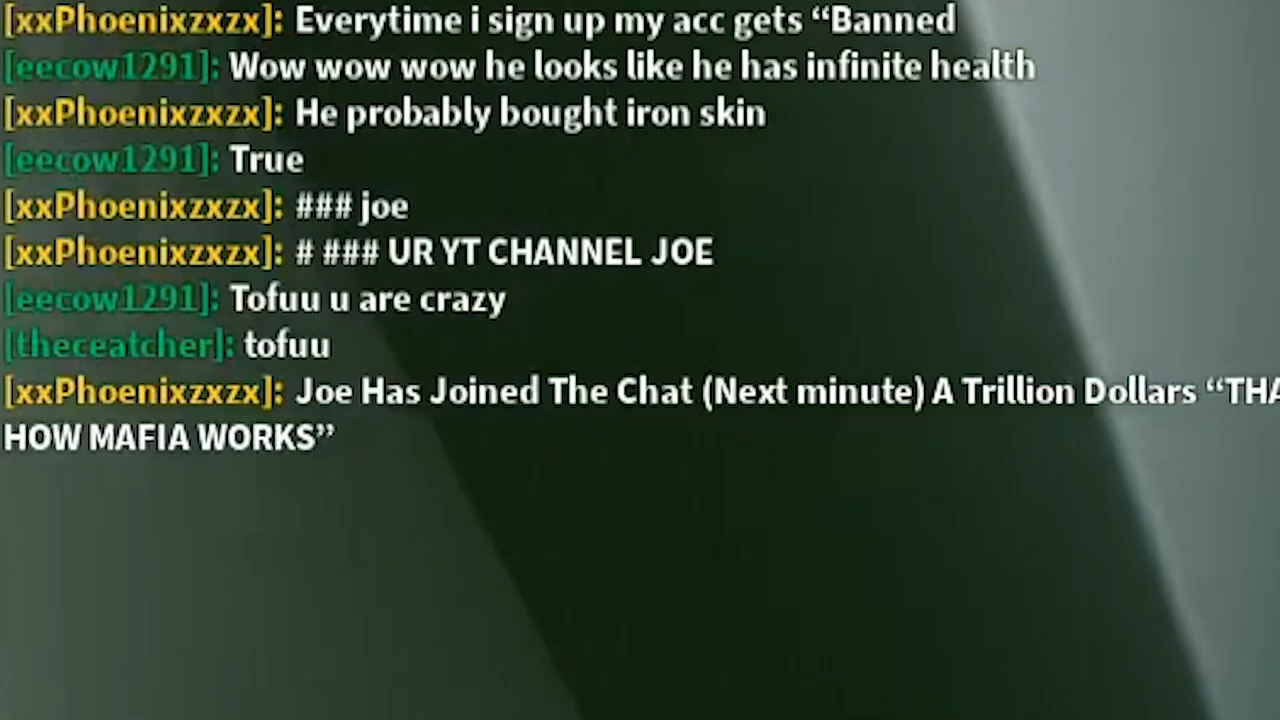 [xxPhoenixzxzx]: Everytime i sign up my acc gets “Banned
[eecow1291]: Wow wow wow he looks like he has infinite health
[xxPhoenixzxzx]: He probably bought iron skin
[eecow1291]: True
[xxPhoenixzxzx]: ### joe
[xxPhoenixzxzx]: # ### UR YT CHANNEL JOE
[eecow1291]: Tofuu u are crazy
[theceatcher]: tofuu
[xxPhoenixzxzx]: Joe Has Joined The Chat (Next minute) A Trillion Dollars
HOW MAFIA WORKS”